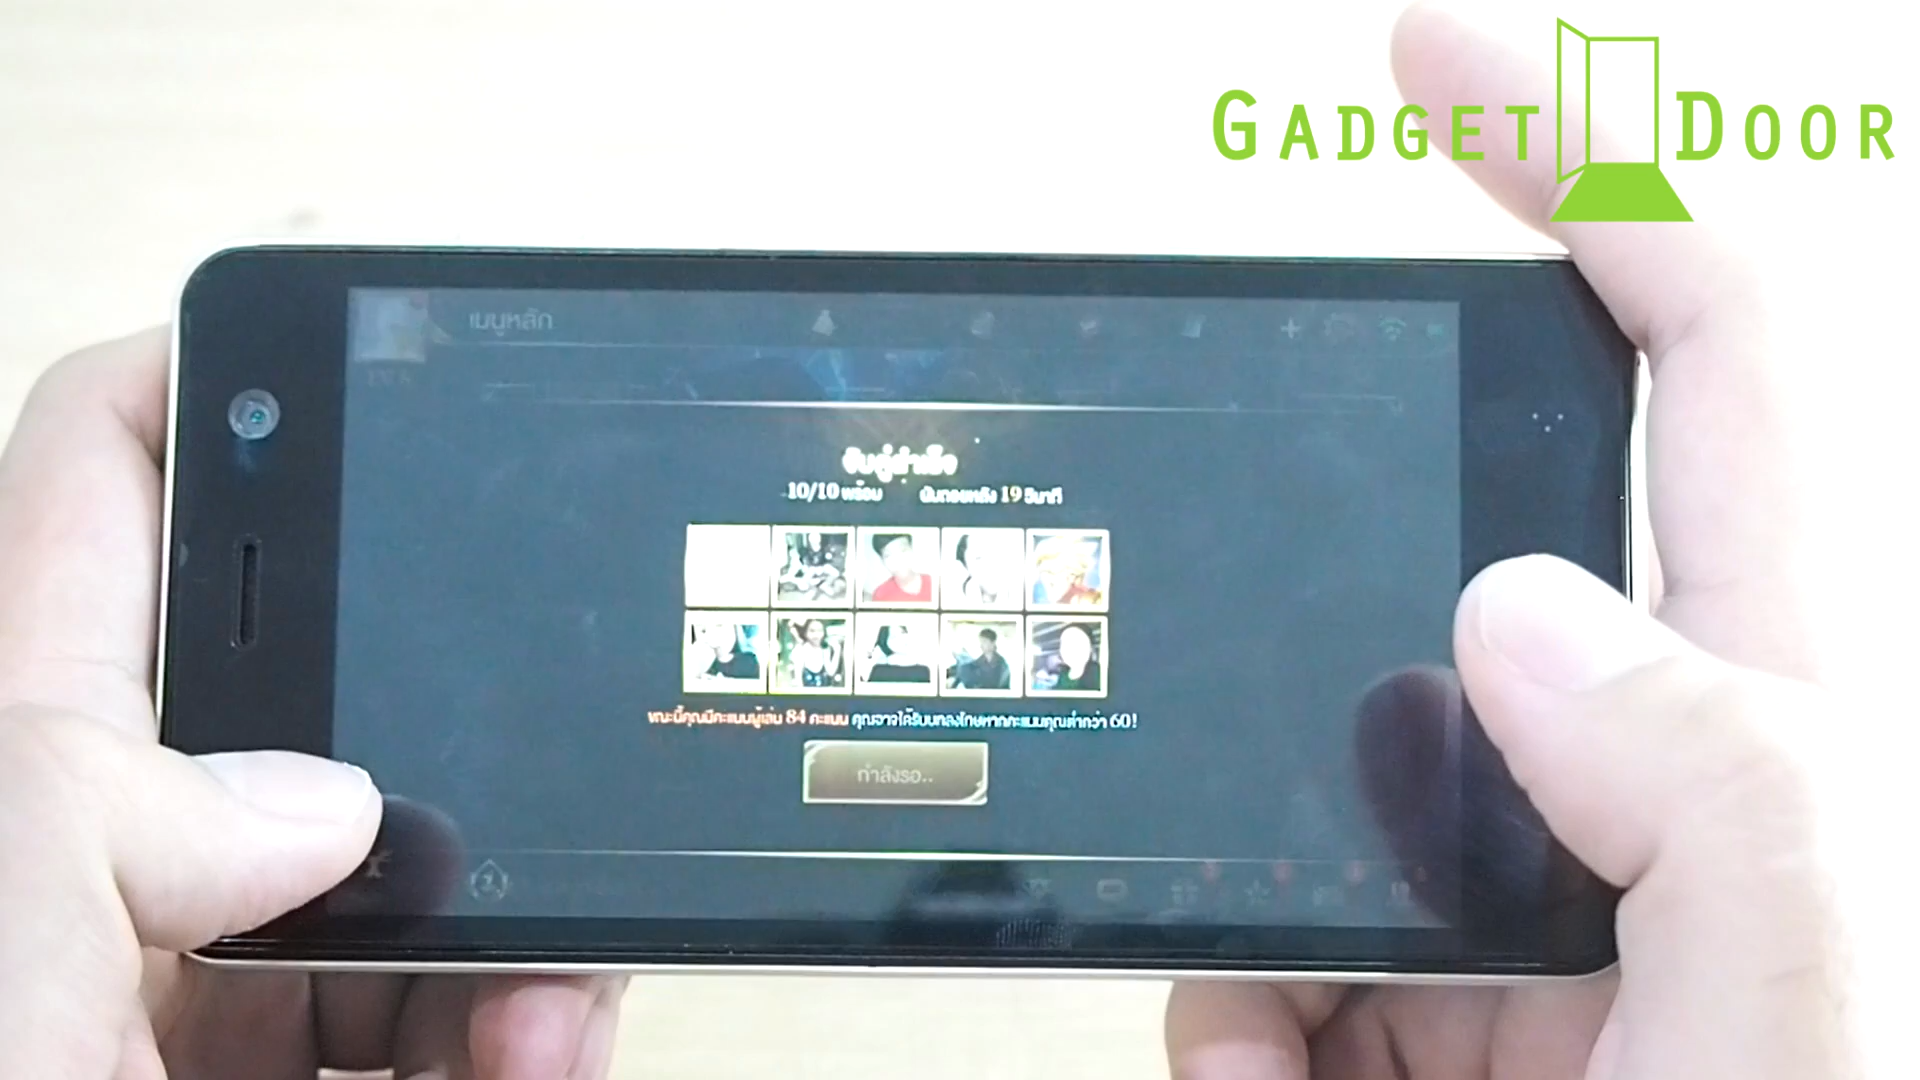 GADGET DOOR
เมนูหลัก
จับคู่สำเร็จ
10/10 พร้อม นับถอยหลัง 19 วินาที
ขณะนี้คุณมีคะแนนผู้เล่น 84 คะแนน คุณอาจได้รับบทลงโทษหากคะแนนคุณต่ำกว่า 60!
กำลังรอ..